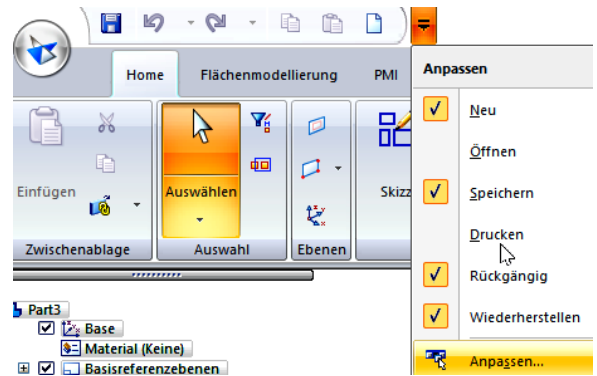 Home Flächenmodellierung PMI
Einfügen
Auswählen
Skizz
Zwischenablage Auswahl Ebenen
Part3
Base
Material (Keine)
Basisreferenzebenen
Anpassen
Neu
Öffnen
Speichern
Drucken
Rückgängig
Wiederherstellen
Anpassen...